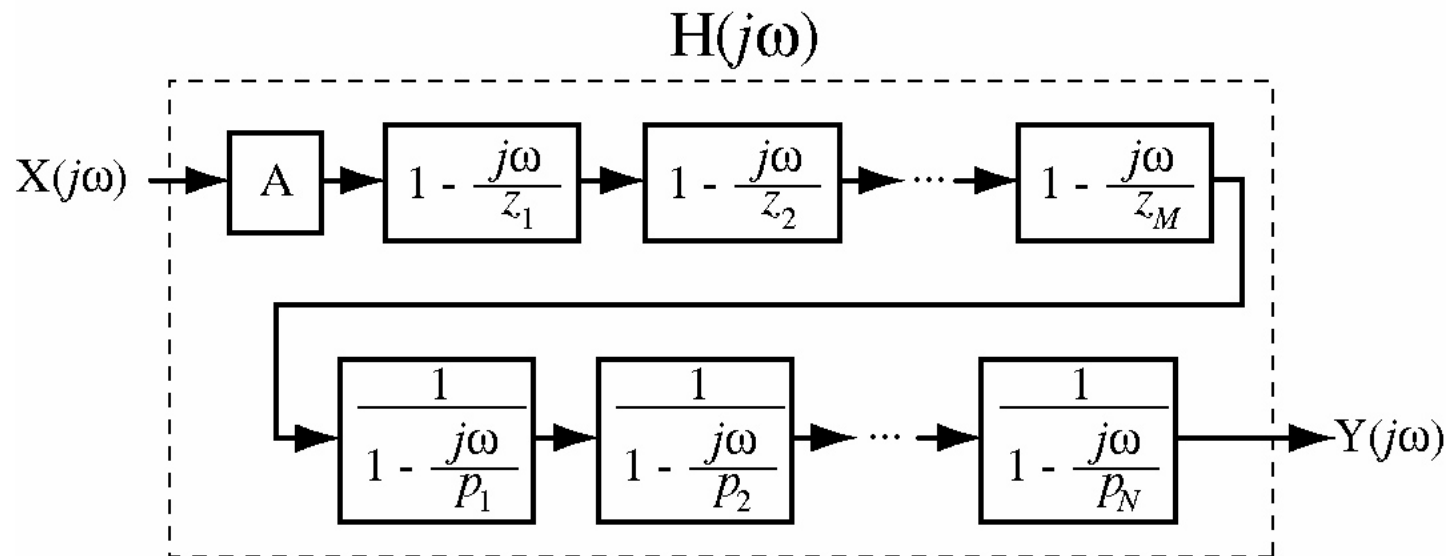 H(jω)
X(jω)
A
1 - jω/z₁
1 - jω/z₂
...
1 - jω/z_M
1/(1 - jω/p₁)
1/(1 - jω/p₂)
...
1/(1 - jω/p_N)
Y(jω)